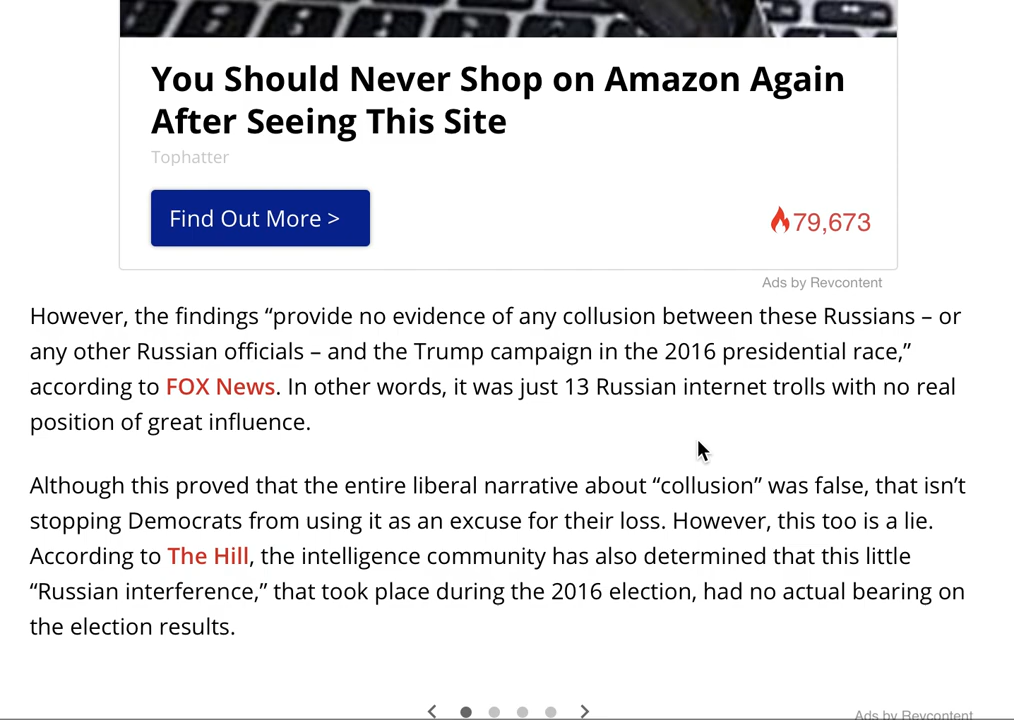 You Should Never Shop on Amazon Again
After Seeing This Site
Tophatter
Find Out More >
79,673
Ads by Revcontent
However, the findings “provide no evidence of any collusion between these Russians – or
any other Russian officials – and the Trump campaign in the 2016 presidential race,”
according to FOX News. In other words, it was just 13 Russian internet trolls with no real
position of great influence.
Although this proved that the entire liberal narrative about “collusion” was false, that isn’t
stopping Democrats from using it as an excuse for their loss. However, this too is a lie.
According to The Hill, the intelligence community has also determined that this little
“Russian interference,” that took place during the 2016 election, had no actual bearing on
the election results.
Ads by Revcontent